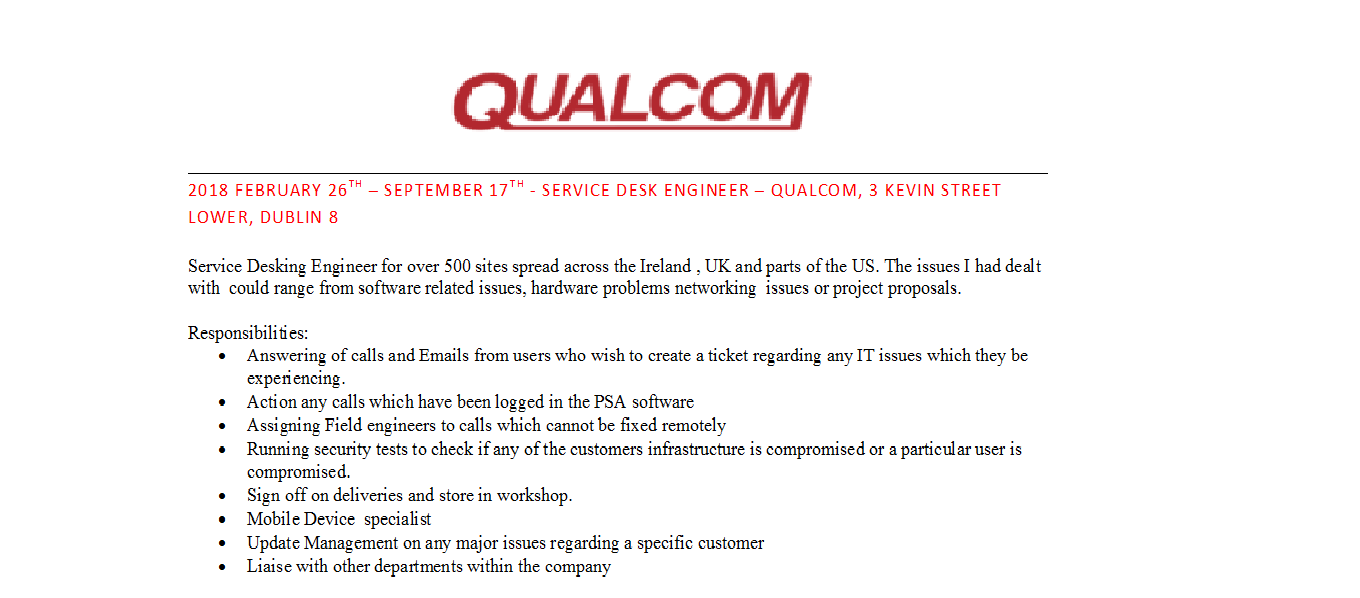 QUALCOM
2018 FEBRUARY 26TH – SEPTEMBER 17TH - SERVICE DESK ENGINEER – QUALCOM, 3 KEVIN STREET
LOWER, DUBLIN 8
Service Desking Engineer for over 500 sites spread across the Ireland , UK and parts of the US. The issues I had dealt
with  could range from software related issues, hardware problems networking  issues or project proposals.
Responsibilities:
• Answering of calls and Emails from users who wish to create a ticket regarding any IT issues which they be
experiencing.
• Action any calls which have been logged in the PSA software
• Assigning Field engineers to calls which cannot be fixed remotely
• Running security tests to check if any of the customers infrastructure is compromised or a particular user is
compromised.
• Sign off on deliveries and store in workshop.
• Mobile Device  specialist
• Update Management on any major issues regarding a specific customer
• Liaise with other departments within the company